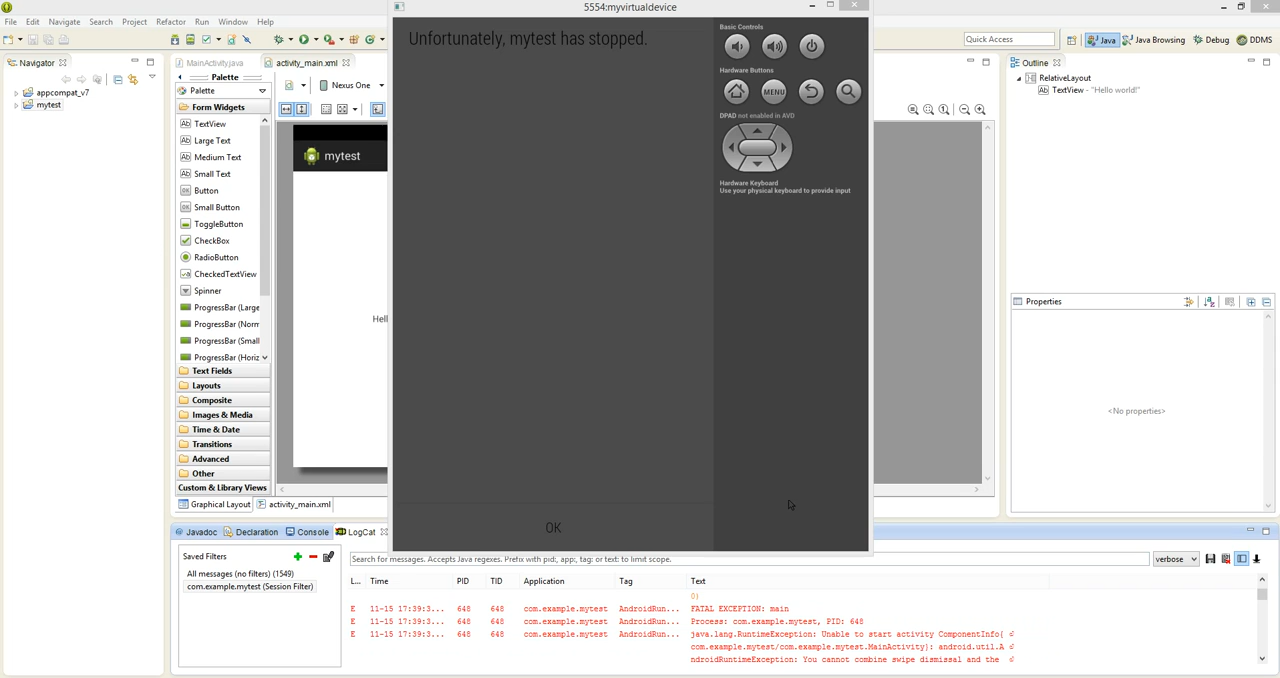 5554:myvirtualdevice
File Edit Navigate Search Project Refactor Run Window Help
Quick Access
Java
Java Browsing
Debug
DDMS
Navigator
appcompat_v7
mytest
MainActivity.java
activity_main.xml
Palette
Palette
Nexus One
Form Widgets
Ab TextView
Ab Large Text
Ab Medium Text
Ab Small Text
OK Button
OK Small Button
ToggleButton
CheckBox
RadioButton
CheckedTextView
Spinner
ProgressBar (Large
ProgressBar (Norm
ProgressBar (Small
ProgressBar (Horiz
Text Fields
Layouts
Composite
Images & Media
Time & Date
Transitions
Advanced
Other
Custom & Library Views
Graphical Layout
activity_main.xml
mytest
Hell
Unfortunately, mytest has stopped.
OK
Basic Controls
Hardware Buttons
MENU
DPAD not enabled in AVD
Hardware Keyboard
Use your physical keyboard to provide input
Outline
RelativeLayout
Ab TextView - "Hello world!"
Properties
<No properties>
Javadoc
Declaration
Console
LogCat
Saved Filters
All messages (no filters) (1549)
com.example.mytest (Session Filter)
Search for messages. Accepts Java regexes. Prefix with pid:, app:, tag: or text: to limit scope.
verbose
L... Time PID TID Application Tag Text
0)
E 11-15 17:39:3... 648 648 com.example.mytest AndroidRun... FATAL EXCEPTION: main
E 11-15 17:39:3... 648 648 com.example.mytest AndroidRun... Process: com.example.mytest, PID: 648
E 11-15 17:39:3... 648 648 com.example.mytest AndroidRun... java.lang.RuntimeException: Unable to start activity ComponentInfo{
com.example.mytest/com.example.mytest.MainActivity}: android.util.A
ndroidRuntimeException: You cannot combine swipe dismissal and the